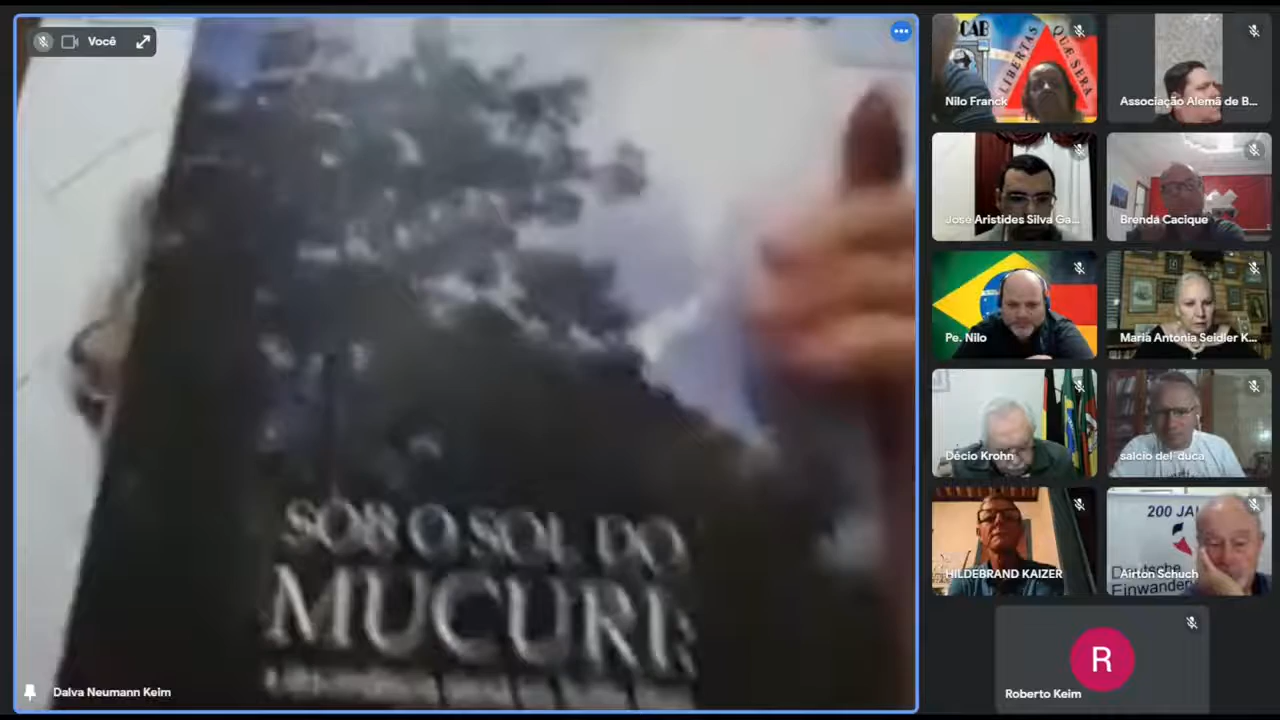 Você
SOB O SOL DO
MUCURI:
Dalva Neumann Keim
CAB
LIBERTAS QUÆ SERA
Nilo Franck
Associação Alemã de B...
José Aristides Silva Ga...
Brenda Cacique
Pe. Nilo
Maria Antonia Seidler K...
Décio Krohn
salcio del duca
HILDEBRAND KAIZER
200 JA
Einwander
Airton Schuch
R
Roberto Keim